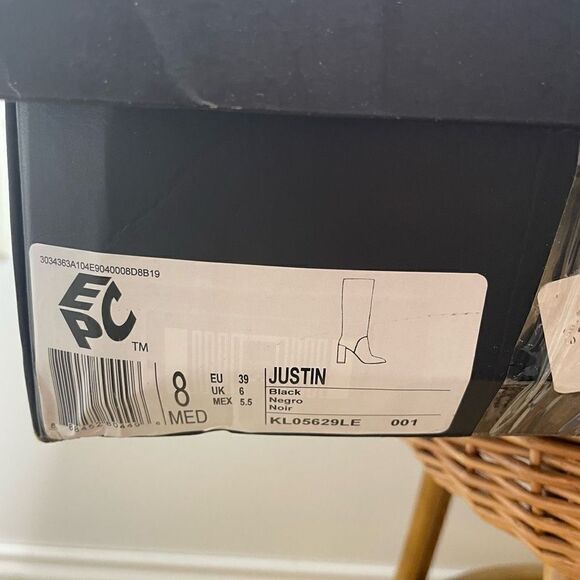 3034363A104E9040008D8B19
EPC
TM
8
MED
EU 39
UK 6
MEX 5.5
JUSTIN
Black
Negro
Noir
KL05629LE 001